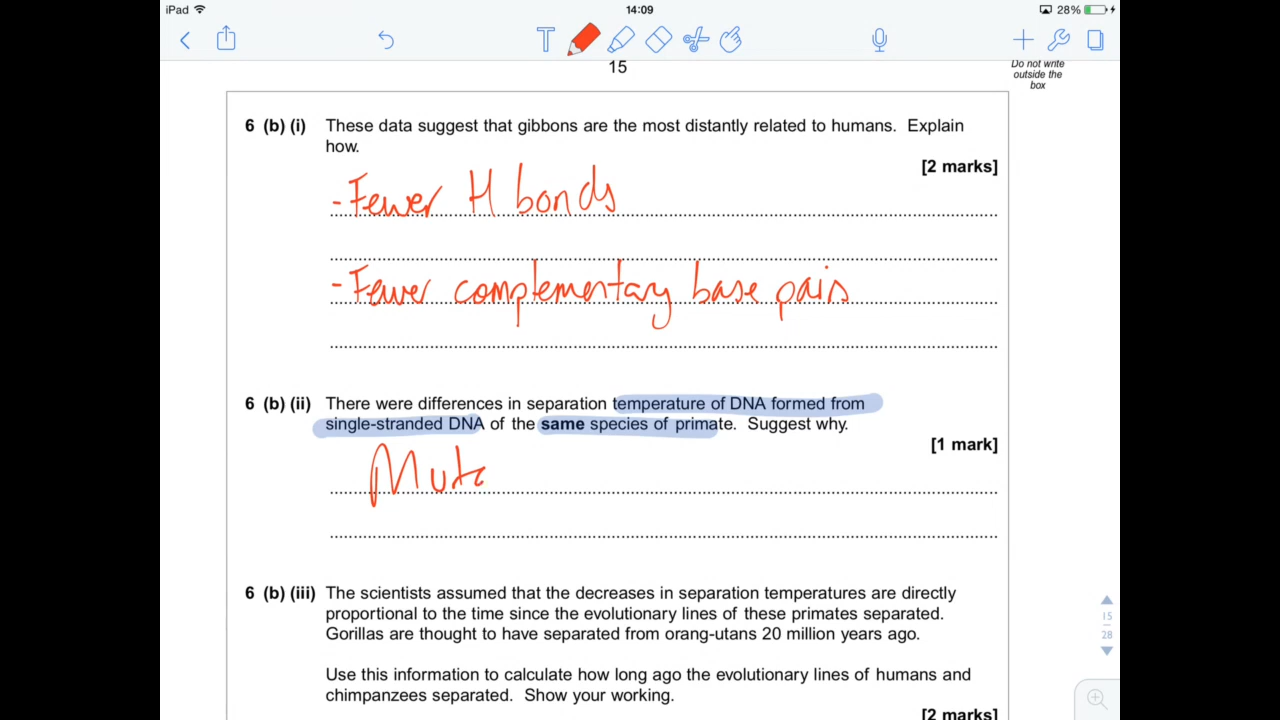 iPad 14:09 28%
T
15
Do not write
outside the
box
6 (b) (i) These data suggest that gibbons are the most distantly related to humans. Explain
how.
[2 marks]
- Fewer H bonds
- Fewer complementary base pairs
6 (b) (ii) There were differences in separation temperature of DNA formed from
single-stranded DNA of the same species of primate. Suggest why.
[1 mark]
Muta
6 (b) (iii) The scientists assumed that the decreases in separation temperatures are directly
proportional to the time since the evolutionary lines of these primates separated.
Gorillas are thought to have separated from orang-utans 20 million years ago.
Use this information to calculate how long ago the evolutionary lines of humans and
chimpanzees separated. Show your working.
[2 marks]
15
28